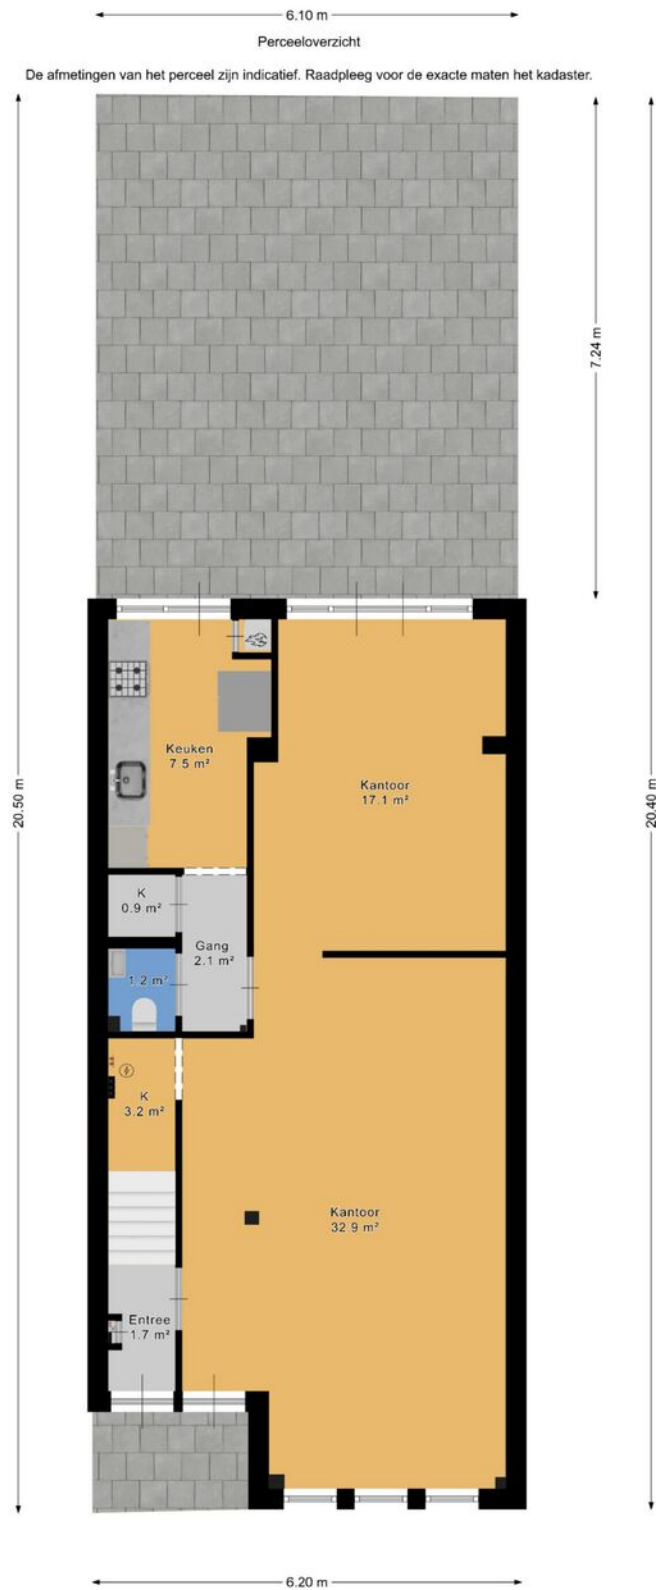 6.10 m
Perceeloverzicht
De afmetingen van het perceel zijn indicatief. Raadpleeg voor de exacte maten het kadaster.
7.24 m
20.50 m
20.40 m
Keuken
7.5 m²
Kantoor
17.1 m²
K
0.9 m²
Gang
2.1 m²
1.2 m²
K
3.2 m²
Kantoor
32.9 m²
Entree
1.7 m²
6.20 m